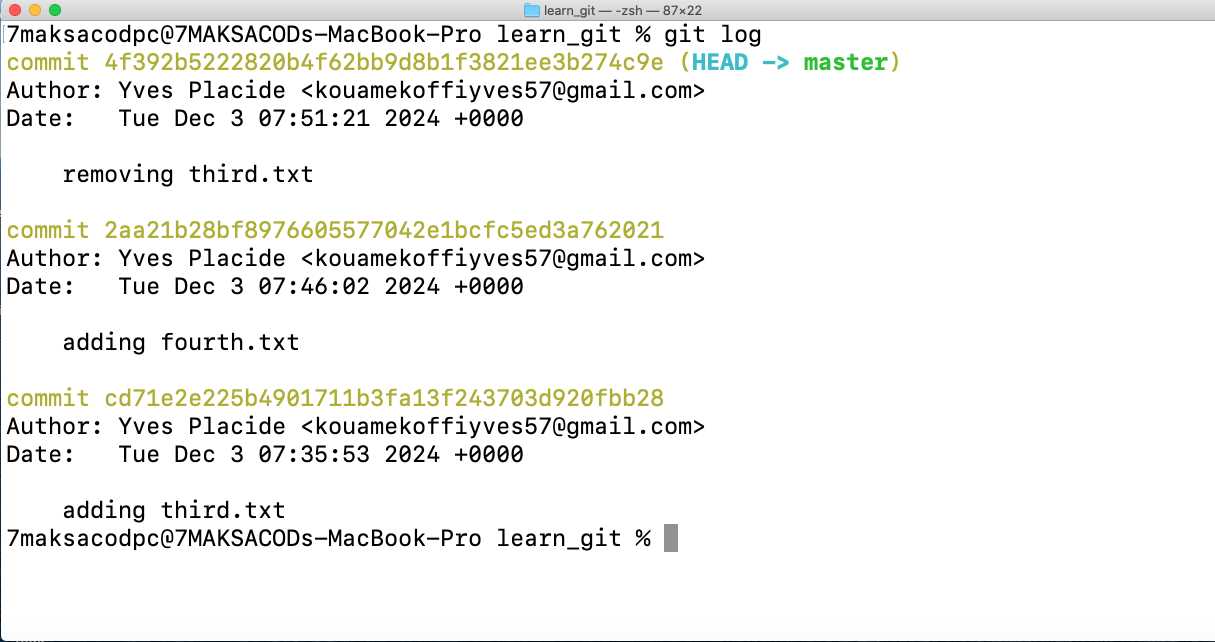 learn_git — -zsh — 87×22
7maksacodpc@7MAKSACODs-MacBook-Pro learn_git % git log
commit 4f392b5222820b4f62bb9d8b1f3821ee3b274c9e (HEAD -> master)
Author: Yves Placide <kouamekoffiyves57@gmail.com>
Date:   Tue Dec 3 07:51:21 2024 +0000
    removing third.txt
commit 2aa21b28bf8976605577042e1bcfc5ed3a762021
Author: Yves Placide <kouamekoffiyves57@gmail.com>
Date:   Tue Dec 3 07:46:02 2024 +0000
    adding fourth.txt
commit cd71e2e225b4901711b3fa13f243703d920fbb28
Author: Yves Placide <kouamekoffiyves57@gmail.com>
Date:   Tue Dec 3 07:35:53 2024 +0000
    adding third.txt
7maksacodpc@7MAKSACODs-MacBook-Pro learn_git %